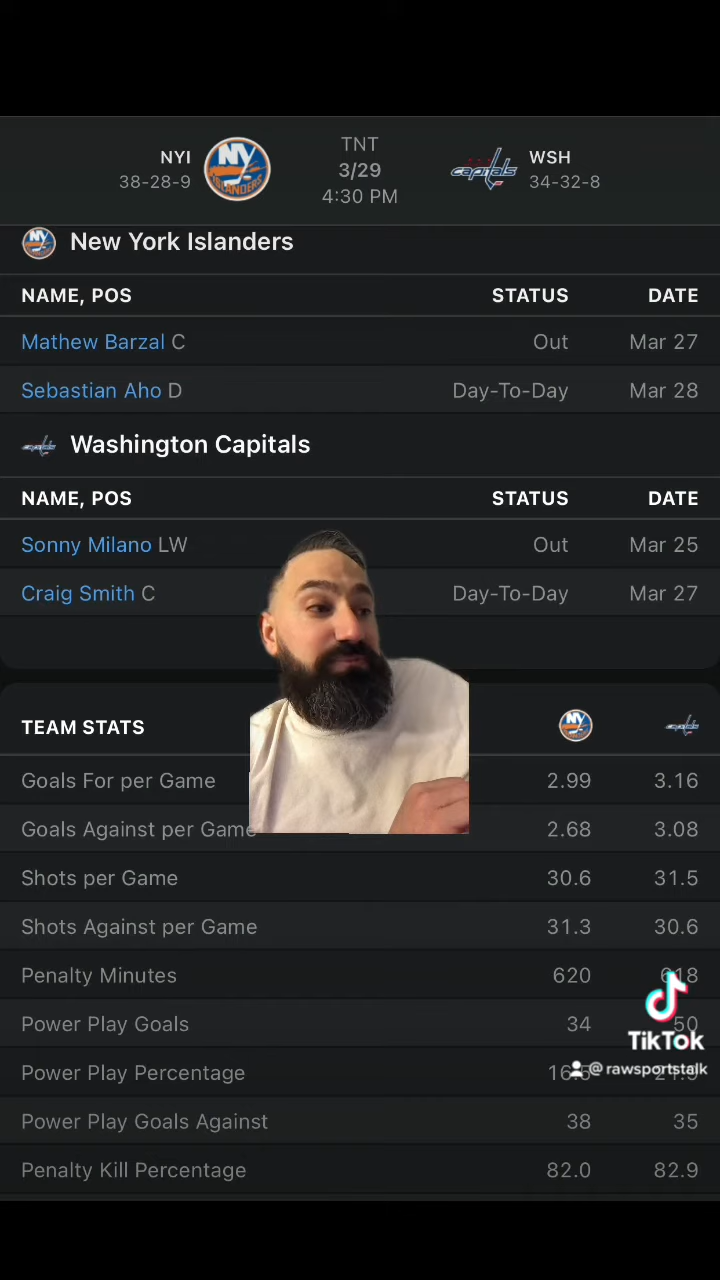 TNT
NYI
3/29
WSH
38-28-9
34-32-8
4:30 PM
NY
ISLANDERS
capitals
New York Islanders
NAME, POS STATUS DATE
Mathew Barzal C Out Mar 27
Sebastian Aho D Day-To-Day Mar 28
Washington Capitals
NAME, POS STATUS DATE
Sonny Milano LW Out Mar 25
Craig Smith C Day-To-Day Mar 27
TEAM STATS
Goals For per Game 2.99 3.16
Goals Against per Game 2.68 3.08
Shots per Game 30.6 31.5
Shots Against per Game 31.3 30.6
Penalty Minutes 620
Power Play Goals 34 50
TikTok
Power Play Percentage
@rawsportstalk
Power Play Goals Against 38 35
Penalty Kill Percentage 82.0 82.9